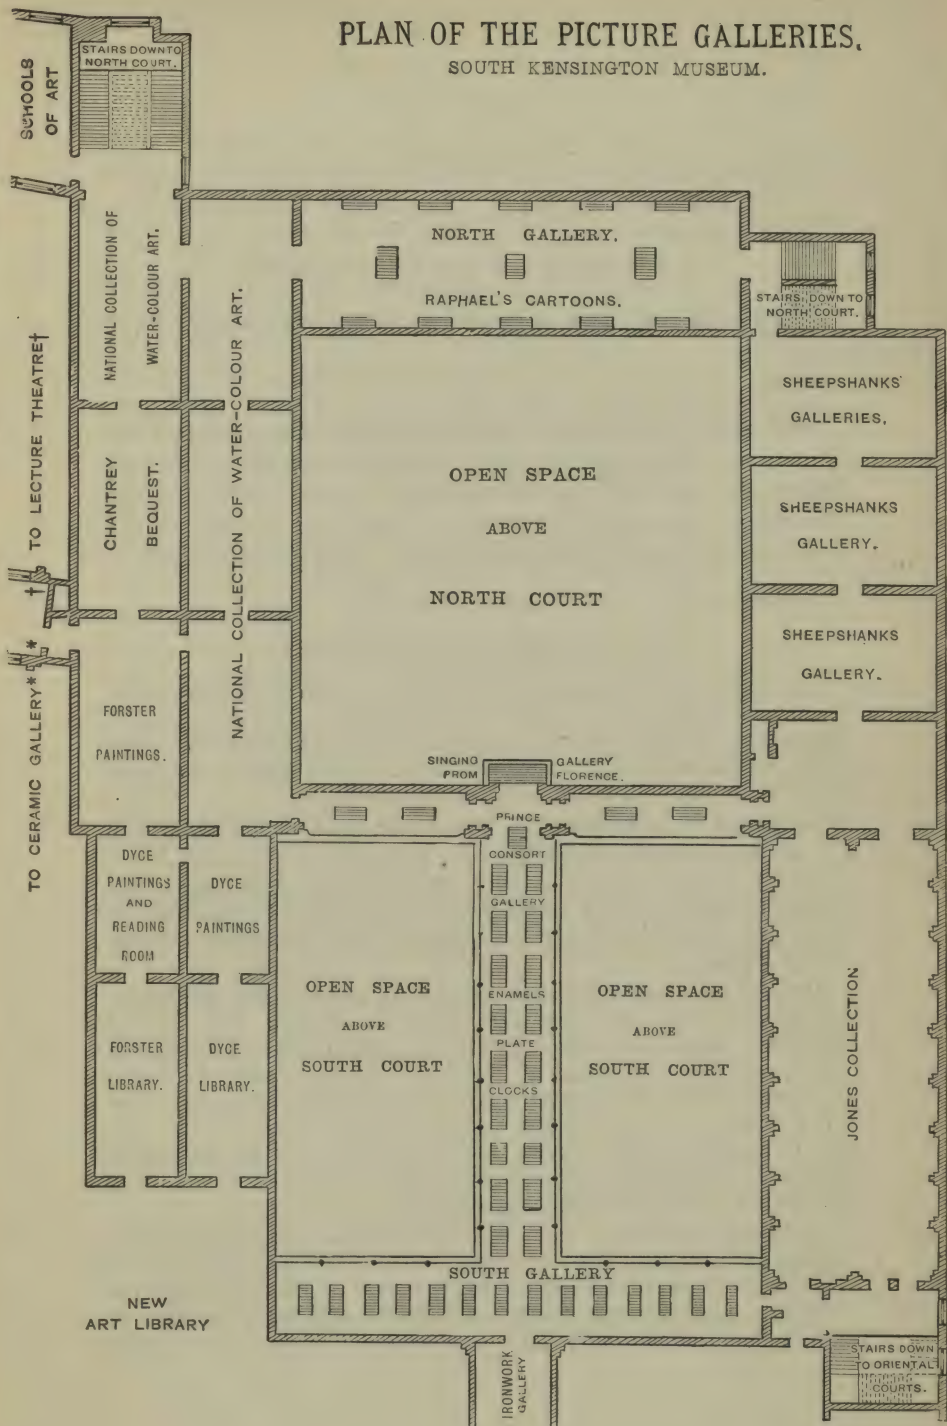 PLAN OF THE PICTURE GALLERIES.
SOUTH KENSINGTON MUSEUM.
STAIRS DOWN TO
NORTH COURT.
SCHOOLS
OF ART
NATIONAL COLLECTION OF
WATER-COLOUR ART.
NATIONAL COLLECTION OF WATER-COLOUR ART.
NORTH GALLERY.
RAPHAEL'S CARTOONS.
STAIRS DOWN TO
NORTH COURT.
TO LECTURE THEATRE†
†
CHANTREY
BEQUEST.
OPEN SPACE
ABOVE
NORTH COURT
SHEEPSHANKS
GALLERIES.
SHEEPSHANKS
GALLERY.
SHEEPSHANKS
GALLERY.
TO CERAMIC GALLERY**
*
FORSTER
PAINTINGS.
SINGING GALLERY
FROM FLORENCE.
PRINCE
CONSORT
GALLERY
ENAMELS
PLATE
CLOCKS
DYCE
PAINTINGS
AND
READING
ROOM
DYCE
PAINTINGS
OPEN SPACE
ABOVE
SOUTH COURT
OPEN SPACE
ABOVE
SOUTH COURT
JONES COLLECTION
FORSTER
LIBRARY.
DYCE
LIBRARY.
SOUTH GALLERY
NEW
ART LIBRARY
IRONWORK
GALLERY
STAIRS DOWN
TO ORIENTAL
COURTS.